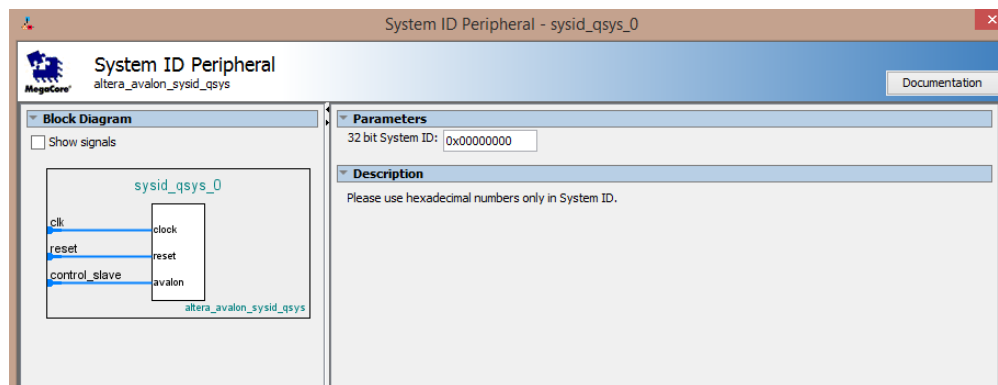 System ID Peripheral - sysid_qsys_0
System ID Peripheral
altera_avalon_sysid_qsys
MegaCore®
Documentation
Block Diagram
Show signals
sysid_qsys_0
clk
clock
reset
reset
control_slave
avalon
altera_avalon_sysid_qsys
Parameters
32 bit System ID: 0x00000000
Description
Please use hexadecimal numbers only in System ID.